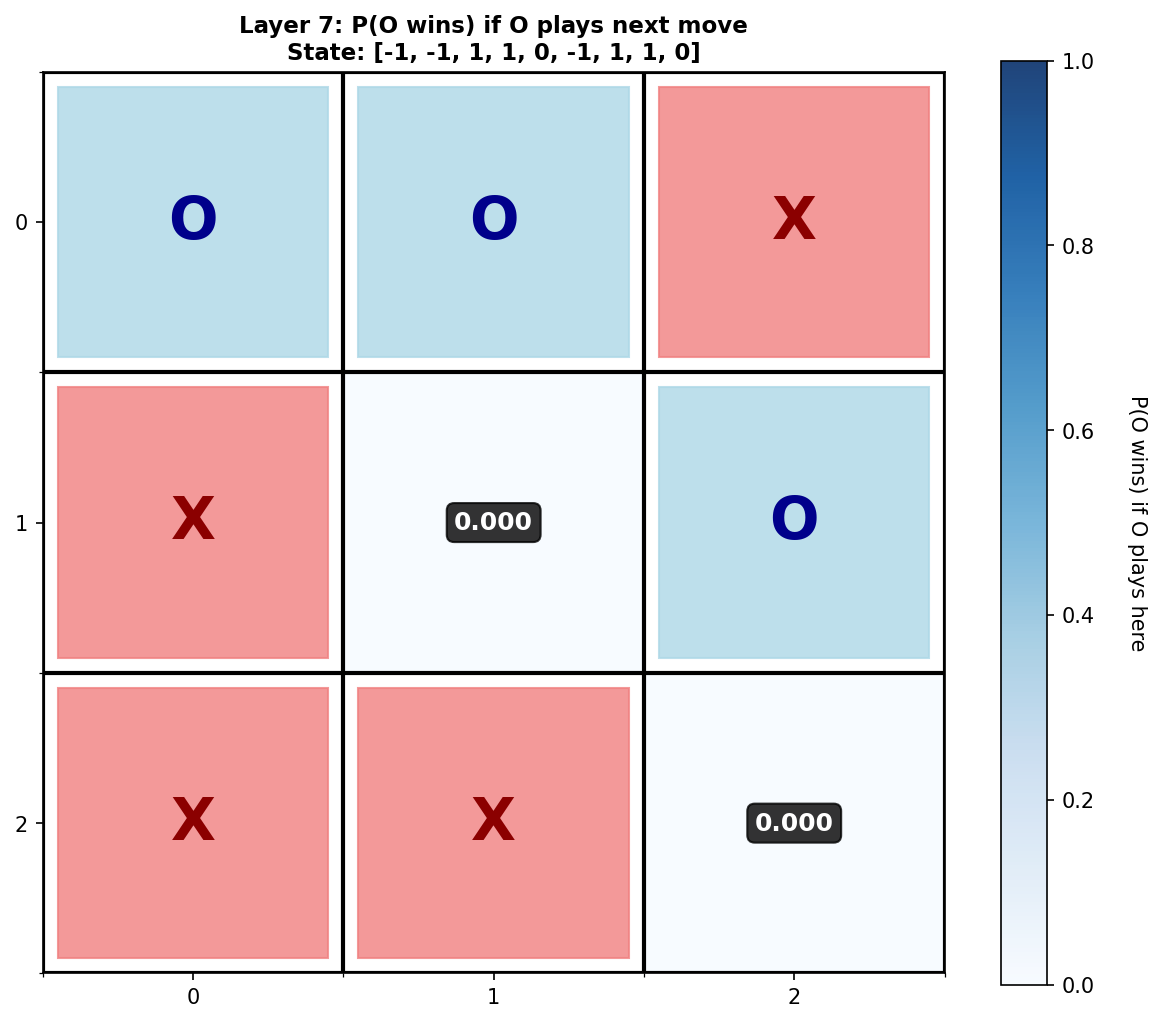 Layer 7: P(O wins) if O plays next move
State: [-1, -1, 1, 1, 0, -1, 1, 1, 0]
0
O
O
X
1
X
0.000
O
2
X
X
0.000
0
1
2
1.0
0.8
0.6
0.4
0.2
0.0
P(O wins) if O plays here